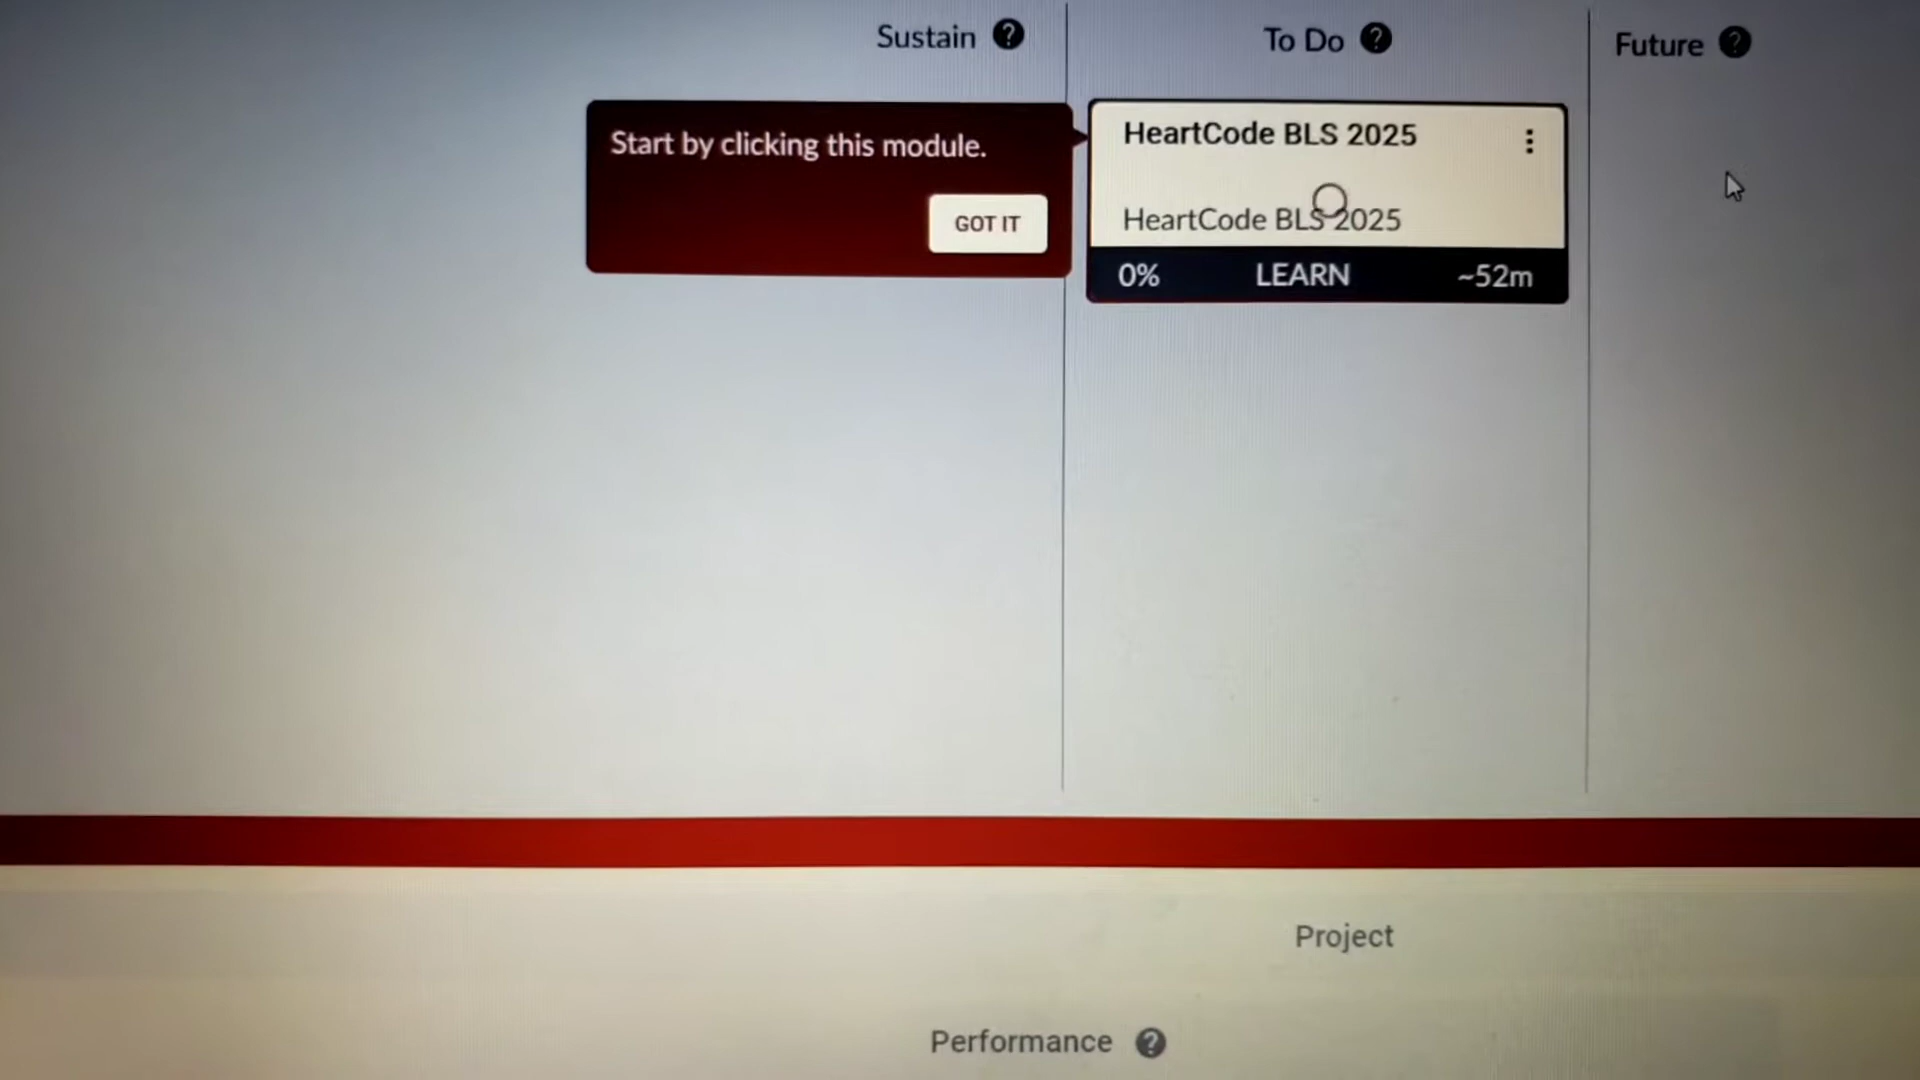 Sustain ?
To Do ?
Future ?
Start by clicking this module.
GOT IT
HeartCode BLS 2025
HeartCode BLS 2025
0% LEARN ~52m
Project
Performance ?